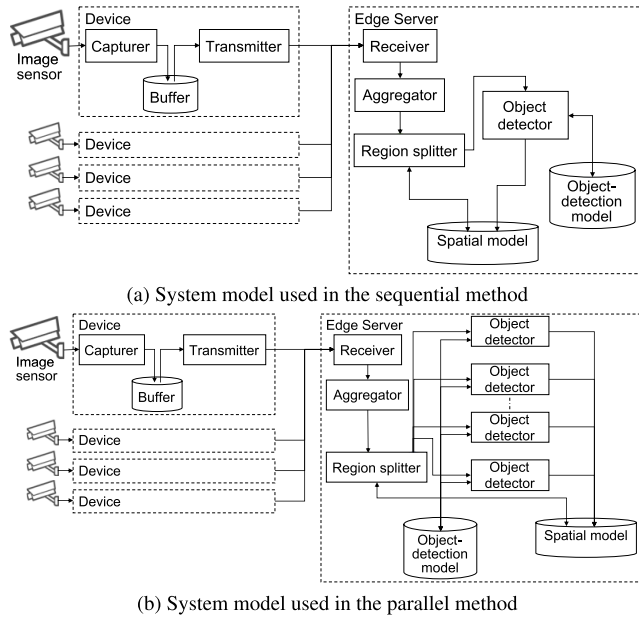 Device
Capturer
Transmitter
Buffer
Image
sensor
Device
Device
Device
Edge Server
Receiver
Aggregator
Region splitter
Object
detector
Object-
detection
model
Spatial model
(a) System model used in the sequential method
Device
Capturer
Transmitter
Buffer
Image
sensor
Device
Device
Device
Edge Server
Receiver
Aggregator
Region splitter
Object
detector
Object
detector
Object
detector
Object
detector
Object-
detection
model
Spatial model
(b) System model used in the parallel method